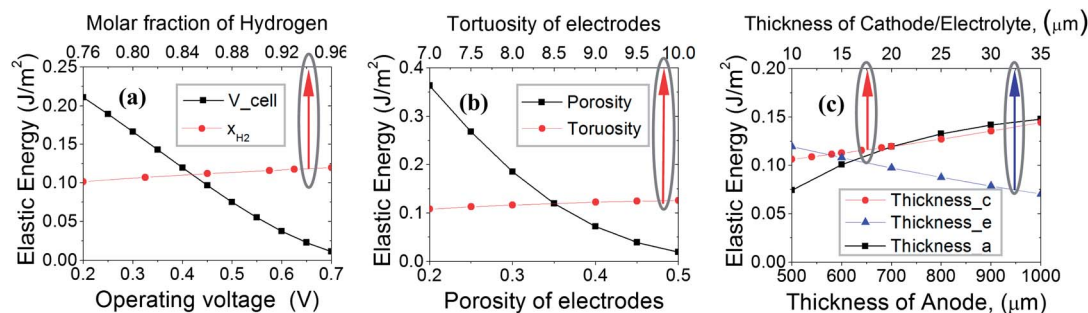 Molar fraction of Hydrogen
0.76 0.80 0.84 0.88 0.92 0.96
0.25
0.20
0.15
0.10
0.05
0.00
Elastic Energy (J/m²)
(a)
V_cell
x_H2
0.2 0.3 0.4 0.5 0.6 0.7
Operating voltage (V)
Tortuosity of electrodes
7.0 7.5 8.0 8.5 9.0 9.5 10.0
0.4
0.3
0.2
0.1
0.0
Elastic Energy (J/m²)
(b)
Porosity
Toruosity
0.2 0.3 0.4 0.5
Porosity of electrodes
Thickness of Cathode/Electrolyte, (μm)
10 15 20 25 30 35
0.20
0.15
0.10
0.05
0.00
Elastic Energy (J/m²)
(c)
Thickness_c
Thickness_e
Thickness_a
500 600 700 800 900 1000
Thickness of Anode, (μm)